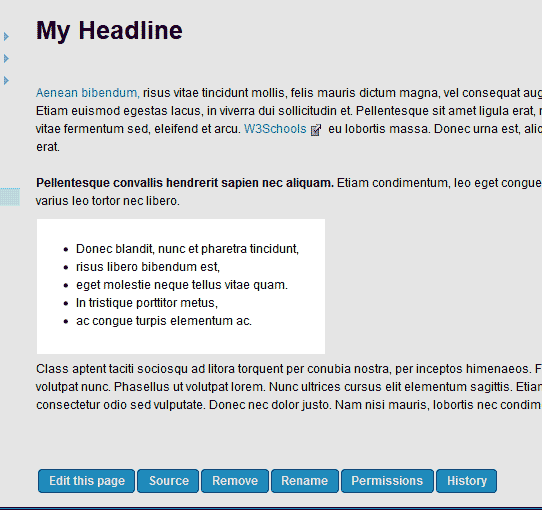 My Headline
Aenean bibendum, risus vitae tincidunt mollis, felis mauris dictum magna, vel consequat
Etiam euismod egestas lacus, in viverra dui sollicitudin et. Pellentesque sit amet ligula erat,
vitae fermentum sed, eleifend et arcu. W3Schools eu lobortis massa. Donec urna est,
erat.
Pellentesque convallis hendrerit sapien nec aliquam. Etiam condimentum, leo eget congue
varius leo tortor nec libero.
Donec blandit, nunc et pharetra tincidunt,
risus libero bibendum est,
eget molestie neque tellus vitae quam.
In tristique porttitor metus,
ac congue turpis elementum ac.
Class aptent taciti sociosqu ad litora torquent per conubia nostra, per inceptos himenaeos.
volutpat nunc. Phasellus ut volutpat lorem. Nunc ultrices cursus elit elementum sagittis.
consectetur odio sed vulputate. Donec nec dolor justo. Nam nisi mauris, lobortis nec
Edit this page Source Remove Rename Permissions History